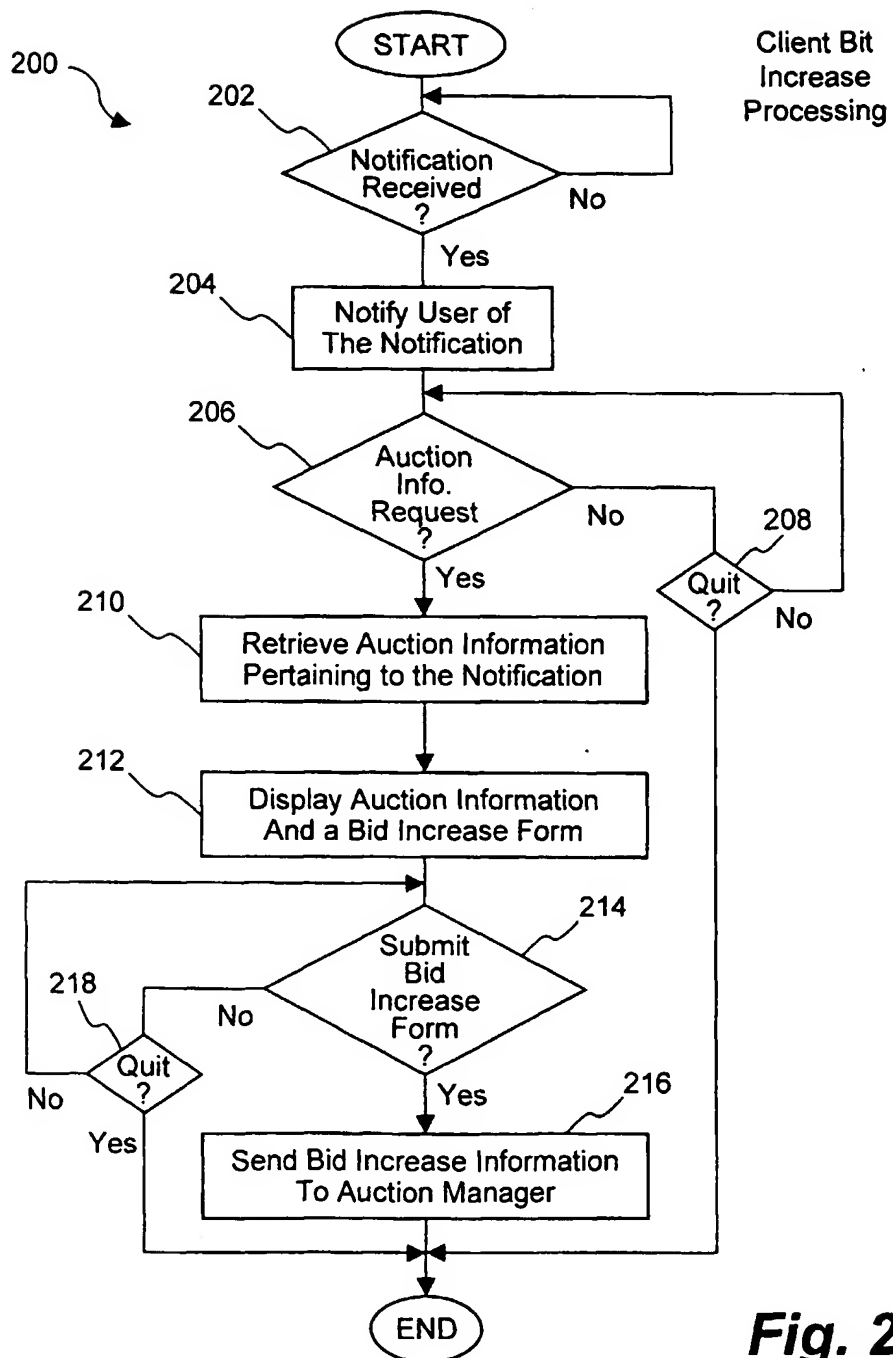 START
Client Bit
Increase
Processing
200
202
Notification
Received
?
No
Yes
204
Notify User of
The Notification
206
Auction
Info.
Request
?
No
Yes
208
Quit
?
No
210
Retrieve Auction Information
Pertaining to the Notification
212
Display Auction Information
And a Bid Increase Form
214
Submit
Bid
Increase
Form
?
No
Yes
218
Quit
?
No
Yes
216
Send Bid Increase Information
To Auction Manager
END
Fig. 2